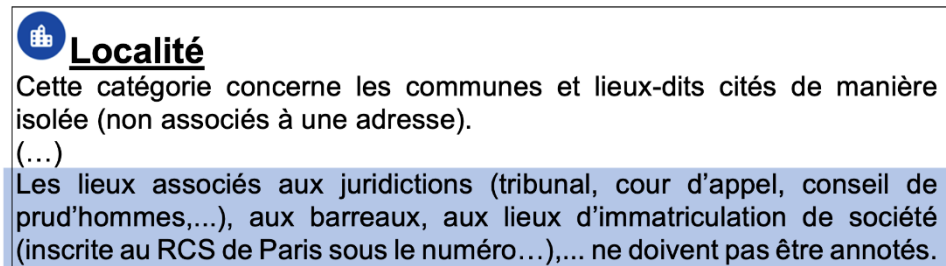 Localité
Cette catégorie concerne les communes et lieux-dits cités de manière
isolée (non associés à une adresse).
(…)
Les lieux associés aux juridictions (tribunal, cour d’appel, conseil de
prud’hommes,...), aux barreaux, aux lieux d’immatriculation de société
(inscrite au RCS de Paris sous le numéro…),... ne doivent pas être annotés.